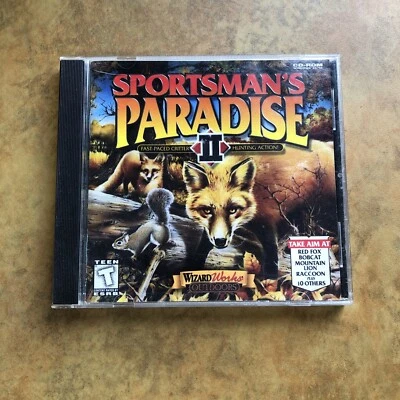 CD-ROM
SPORTSMAN'S
PARADISE
FAST-PACED CRITTER II HUNTING ACTION!
TAKE AIM AT
RED FOX
BOBCAT
MOUNTAIN
LION
RACCOON
PLUS
10 OTHERS
TEEN
T
ESRB
WIZARDWorks
OUTDOORS